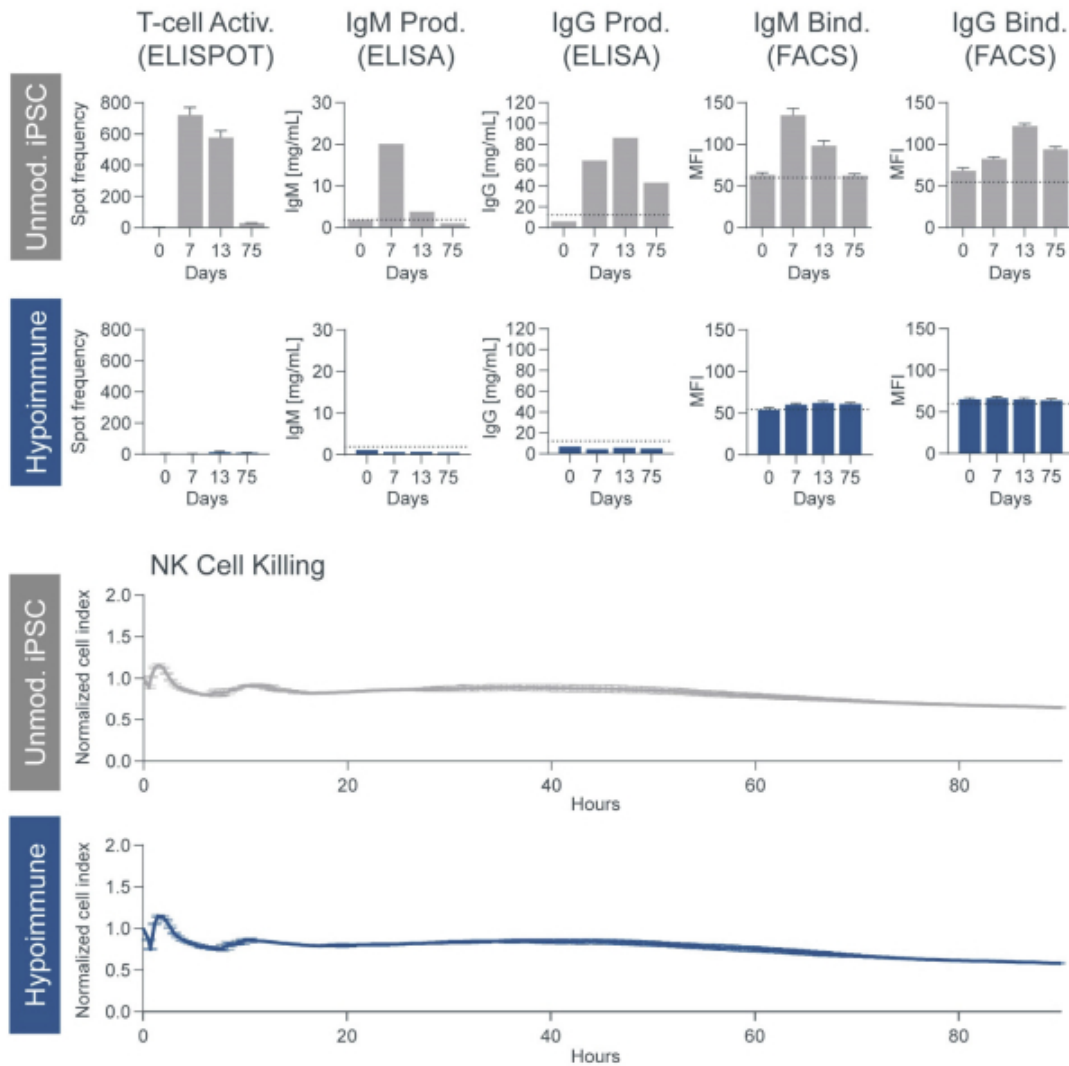 T-cell Activ.
(ELISPOT)
IgM Prod.
(ELISA)
IgG Prod.
(ELISA)
IgM Bind.
(FACS)
IgG Bind.
(FACS)
Unmod. iPSC
Spot frequency
800
600
400
200
0
0 7 13 75
Days
IgM [mg/mL]
30
20
10
0
0 7 13 75
Days
IgG [mg/mL]
120
100
80
60
40
20
0
0 7 13 75
Days
MFI
150
100
50
0
0 7 13 75
Days
MFI
150
100
50
0
0 7 13 75
Days
Hypoimmune
Spot frequency
800
600
400
200
0
0 7 13 75
Days
IgM [mg/mL]
30
20
10
0
0 7 13 75
Days
IgG [mg/mL]
120
100
80
60
40
20
0
0 7 13 75
Days
MFI
150
100
50
0
0 7 13 75
Days
MFI
150
100
50
0
0 7 13 75
Days
NK Cell Killing
Unmod. iPSC
Normalized cell index
2.0
1.5
1.0
0.5
0.0
0 20 40 60 80
Hours
Hypoimmune
Normalized cell index
2.0
1.5
1.0
0.5
0.0
0 20 40 60 80
Hours